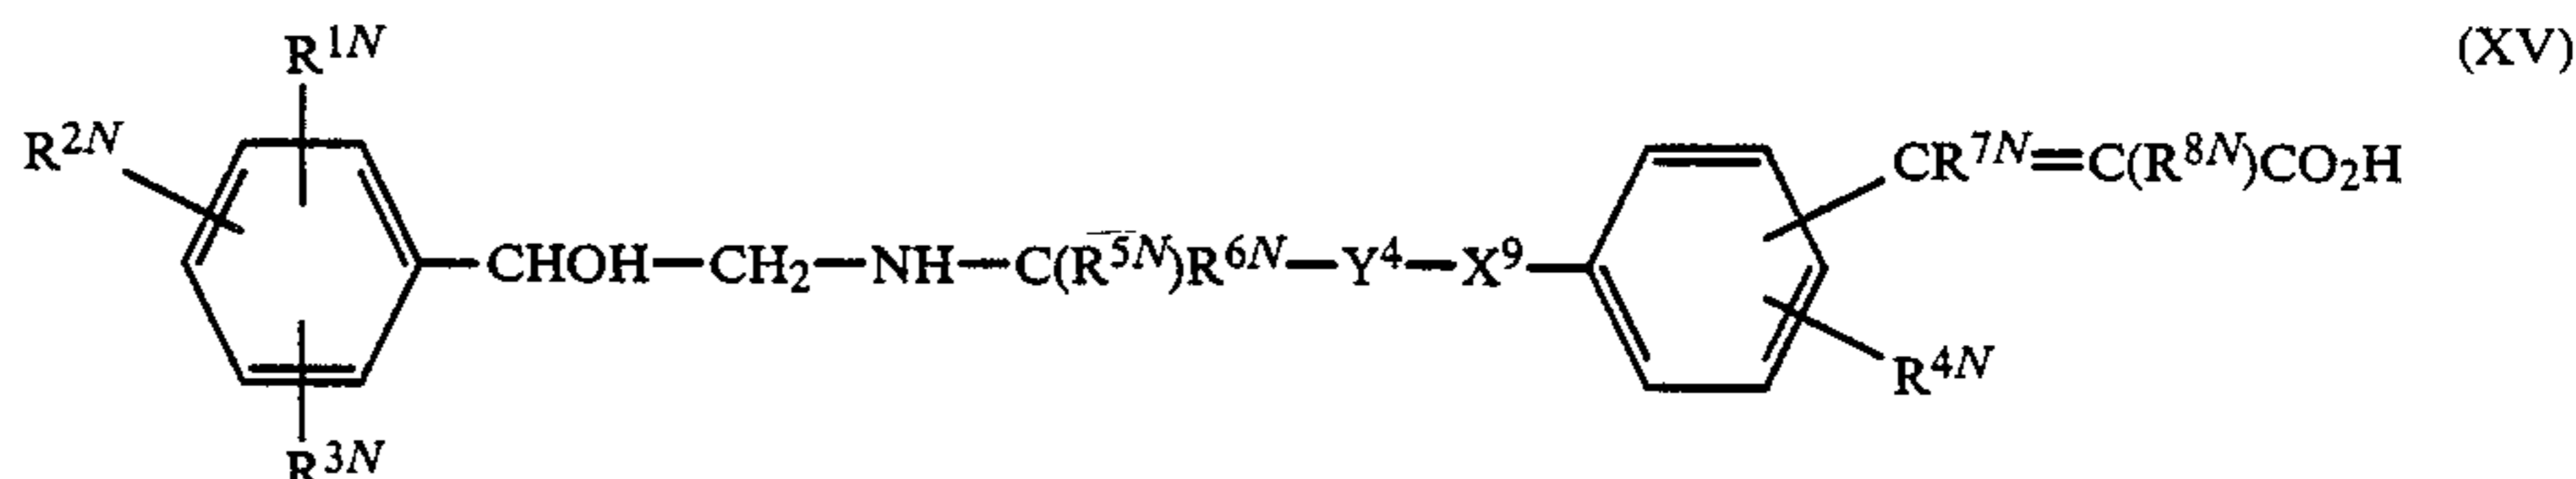 (XV)
R1N
R2N
CR7N=C(R8N)CO2H
CHOH—CH2—NH—C(R5N)R6N—Y4—X9
R4N
R3N